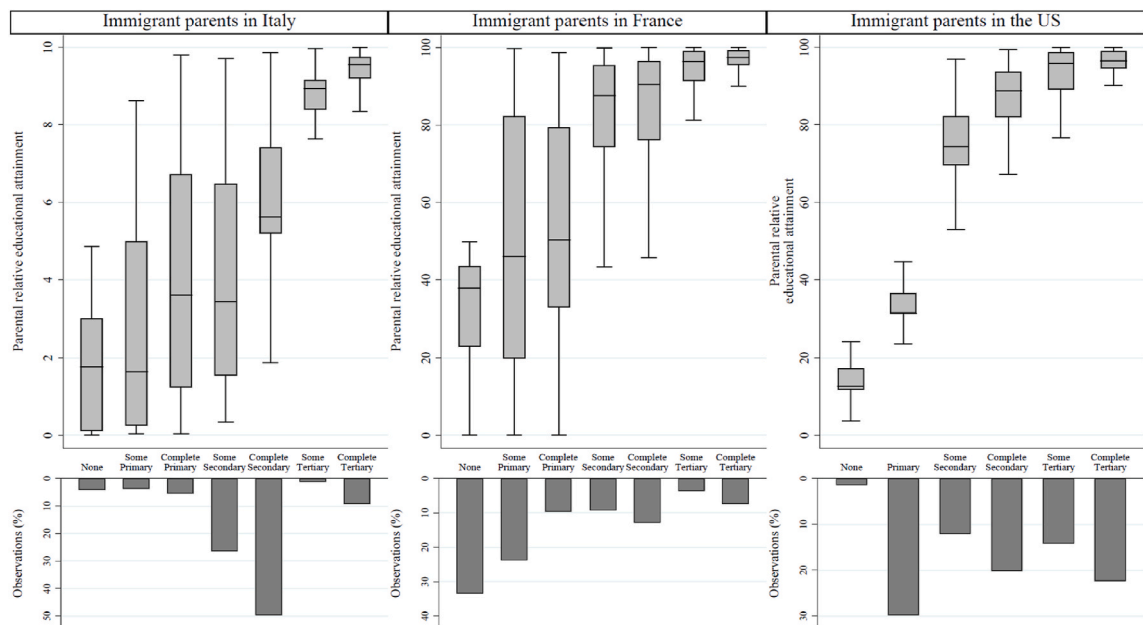 Immigrant parents in Italy
Parental relative educational attainment
10
8
6
4
2
0
None
Some Primary
Complete Primary
Some Secondary
Complete Secondary
Some Tertiary
Complete Tertiary
Observations (%)
0
10
20
30
40
50
Immigrant parents in France
Parental relative educational attainment
100
80
60
40
20
0
None
Some Primary
Complete Primary
Some Secondary
Complete Secondary
Some Tertiary
Complete Tertiary
Observations (%)
0
10
20
30
40
Immigrant parents in the US
Parental relative
educational attainment
100
80
60
40
20
0
None
Primary
Some Secondary
Complete Secondary
Some Tertiary
Complete Tertiary
Observations (%)
0
10
20
30